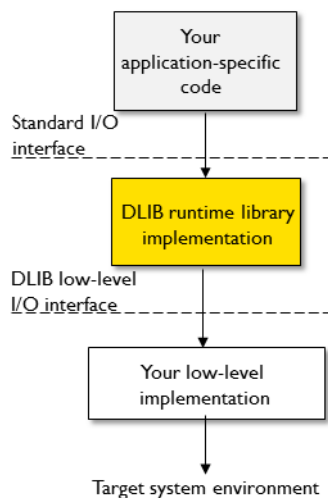 Your
application-specific
code
Standard I/O
interface
DLIB runtime library
implementation
DLIB low-level
I/O interface
Your low-level
implementation
Target system environment